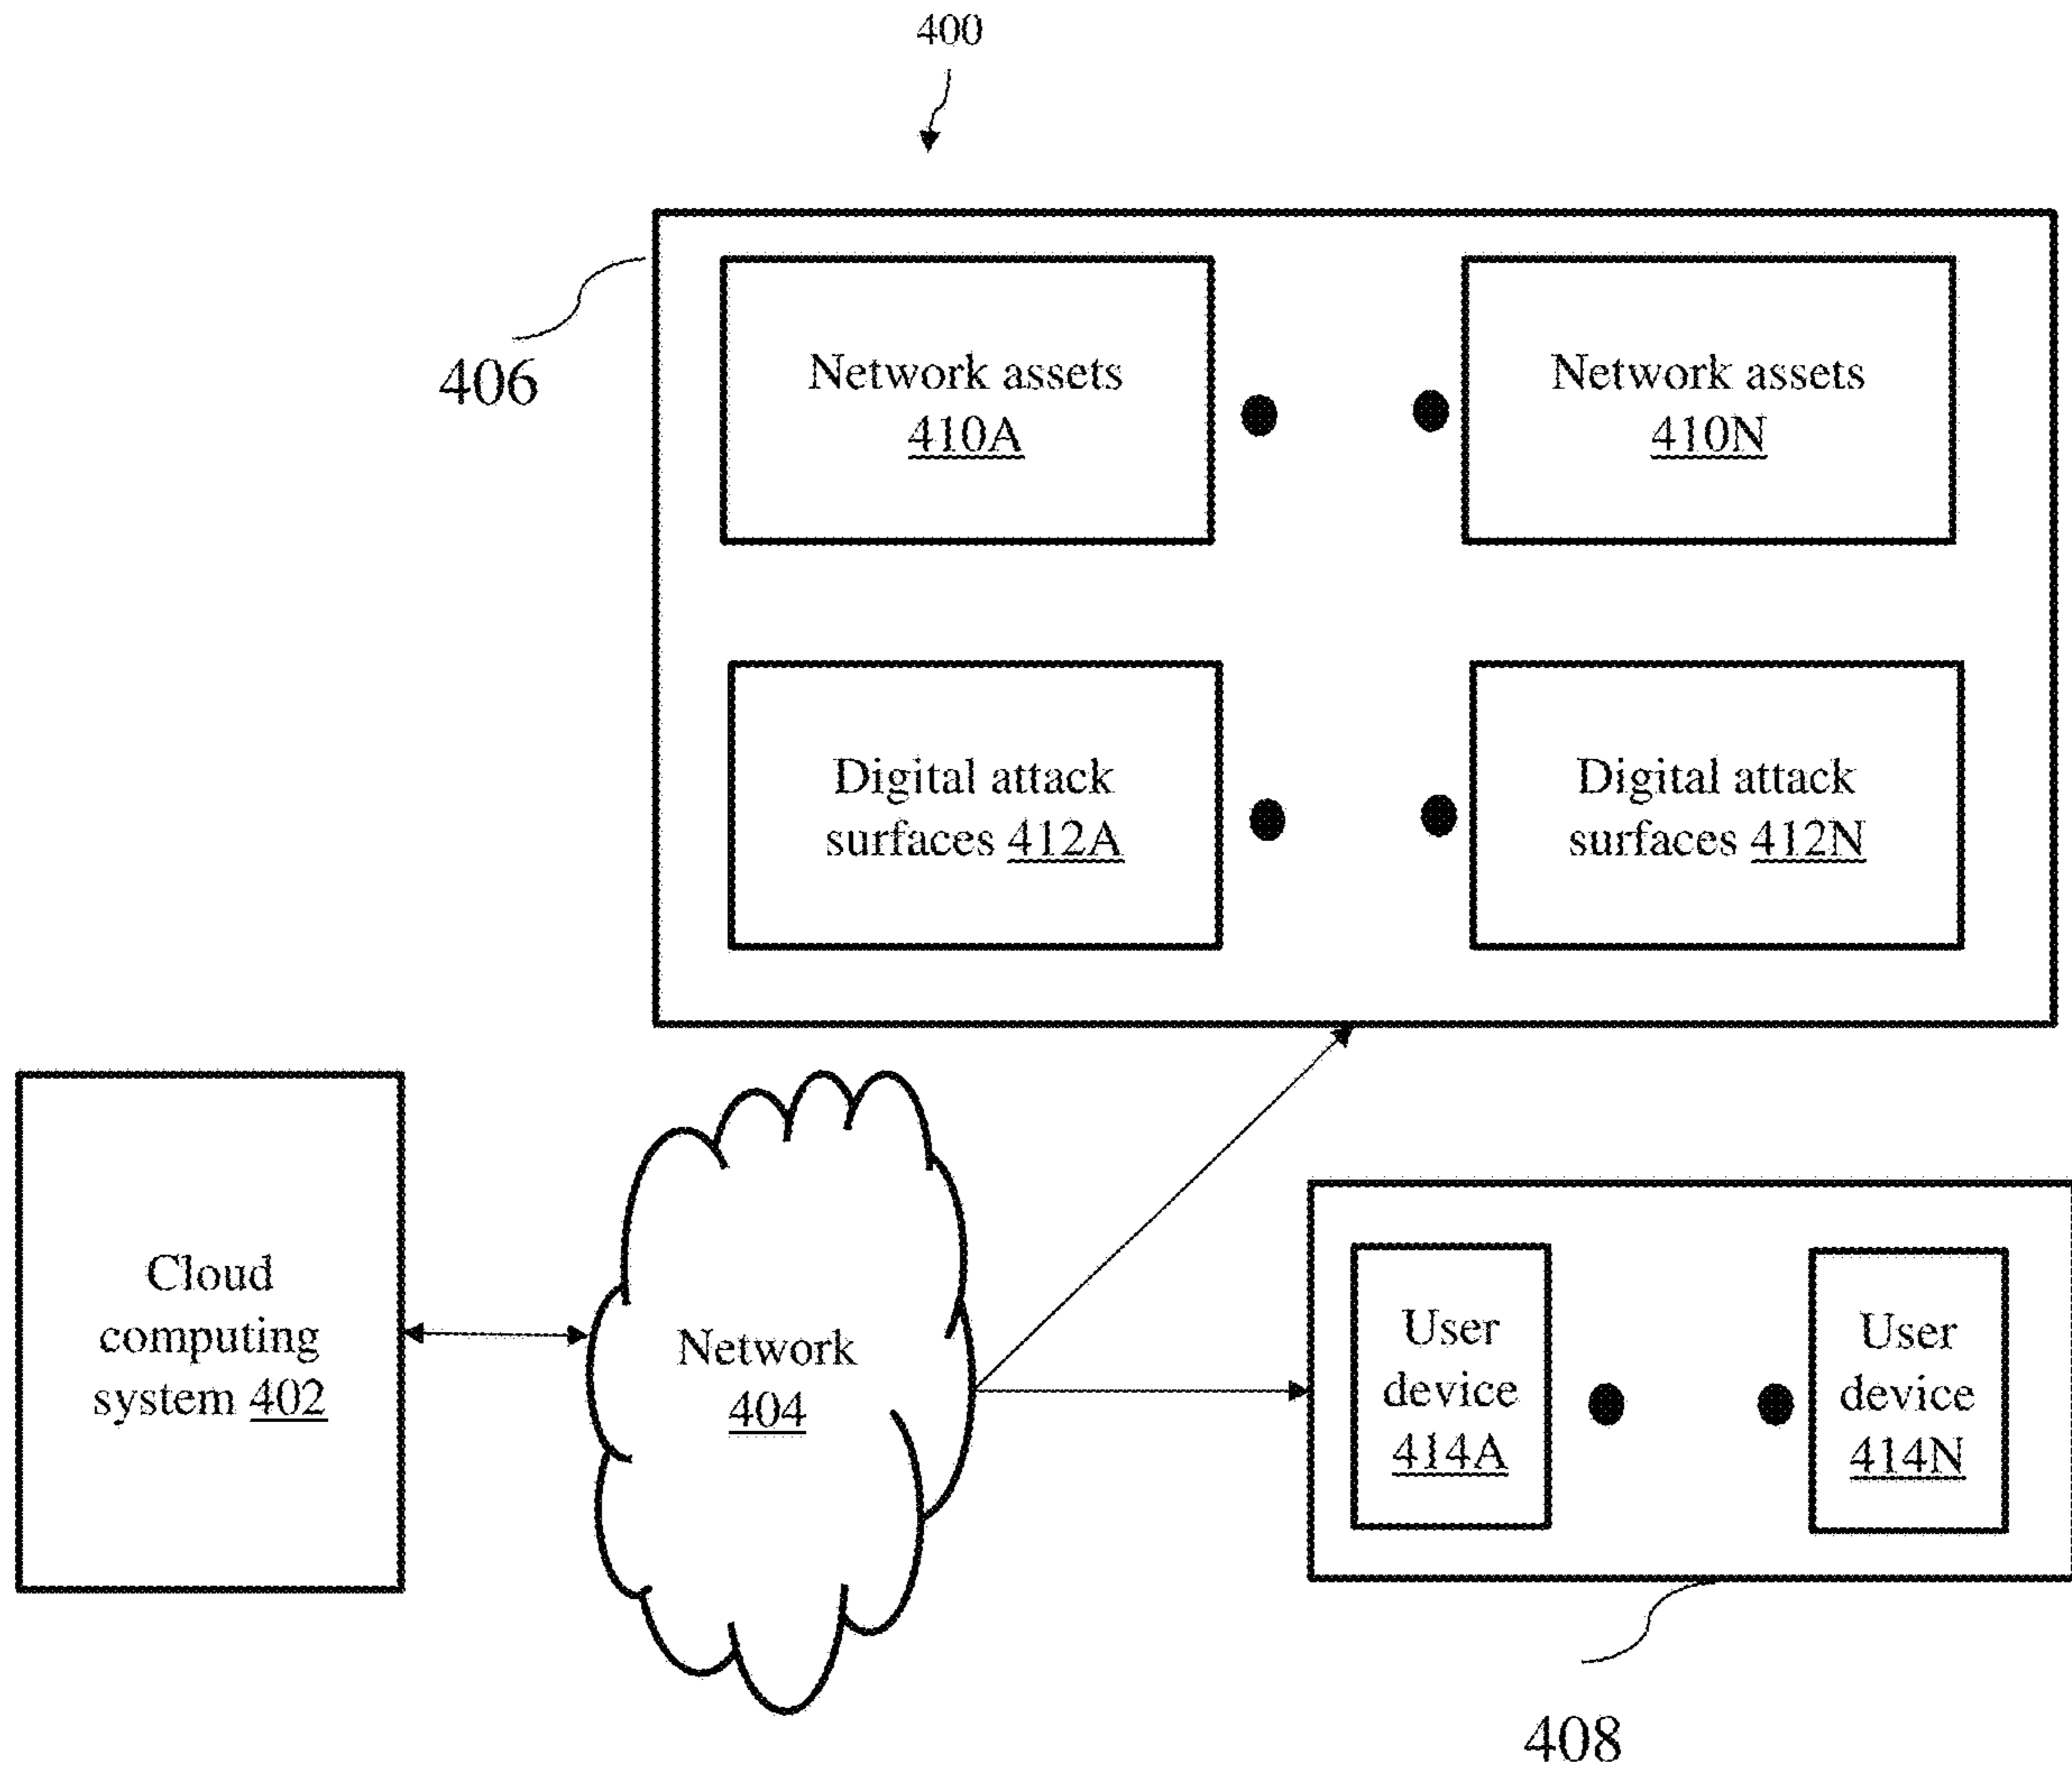 400
406
Network assets
410A
Network assets
410N
Digital attack
surfaces 412A
Digital attack
surfaces 412N
Cloud
computing
system 402
Network
404
User
device
414A
User
device
414N
408